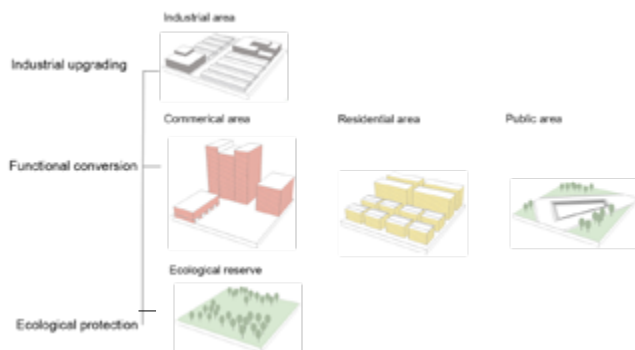 Industrial area
Industrial upgrading
Commerical area
Residential area
Public area
Functional conversion
Ecological reserve
Ecological protection